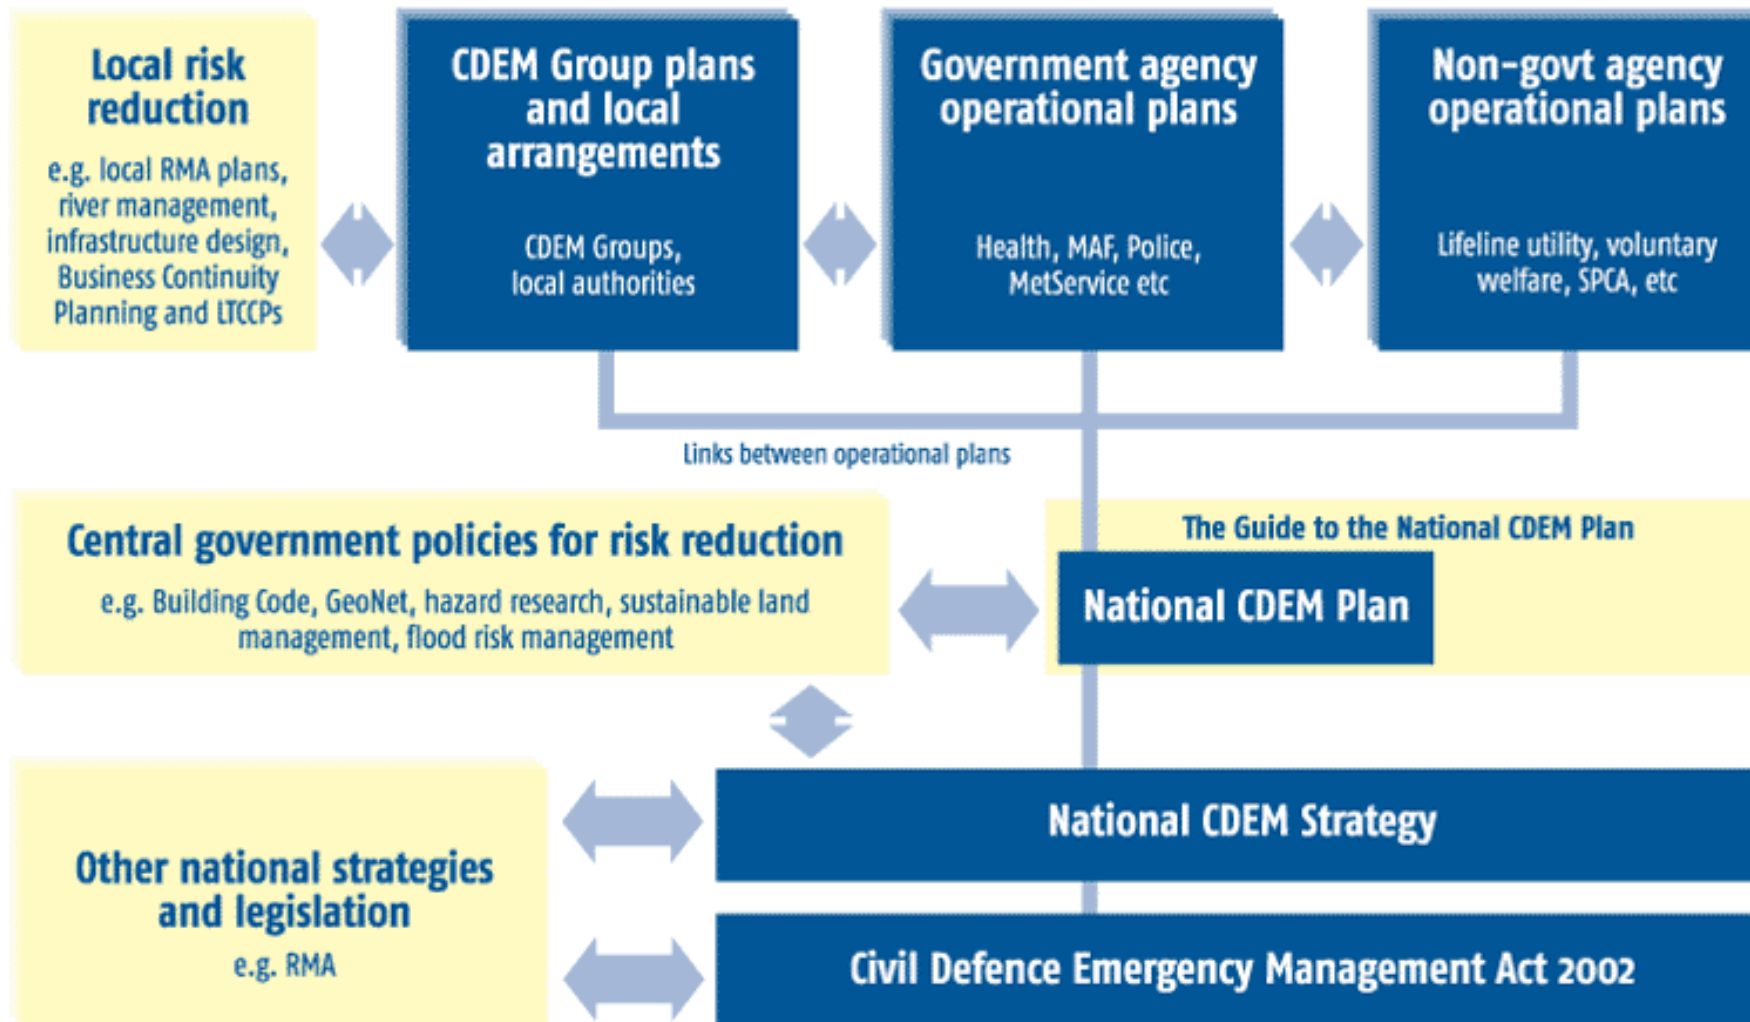 Local risk
reduction
e.g. local RMA plans,
river management,
infrastructure design,
Business Continuity
Planning and LTCCPs
CDEM Group plans
and local
arrangements
CDEM Groups,
local authorities
Government agency
operational plans
Health, MAF, Police,
MetService etc
Non-govt agency
operational plans
Lifeline utility, voluntary
welfare, SPCA, etc
Links between operational plans
Central government policies for risk reduction
e.g. Building Code, GeoNet, hazard research, sustainable land
management, flood risk management
The Guide to the National CDEM Plan
National CDEM Plan
Other national strategies
and legislation
e.g. RMA
National CDEM Strategy
Civil Defence Emergency Management Act 2002